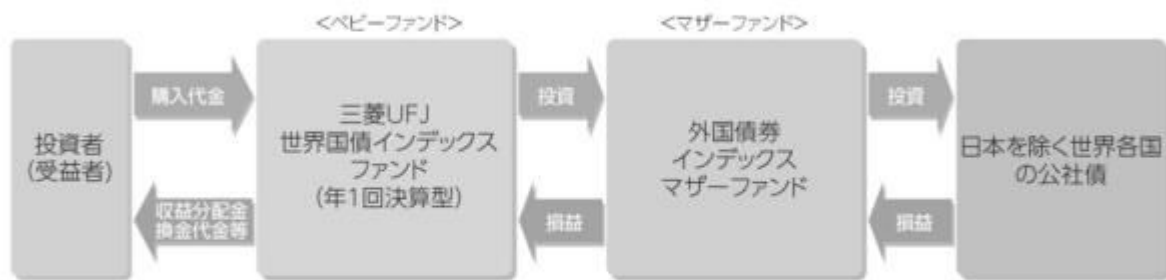 <ベビーファンド>
<マザーファンド>
投資者
(受益者)
購入代金
収益分配金
換金代金等
三菱UFJ
世界国債インデックス
ファンド
(年1回決算型)
投資
損益
外国債券
インデックス
マザーファンド
投資
損益
日本を除く世界各国
の公社債